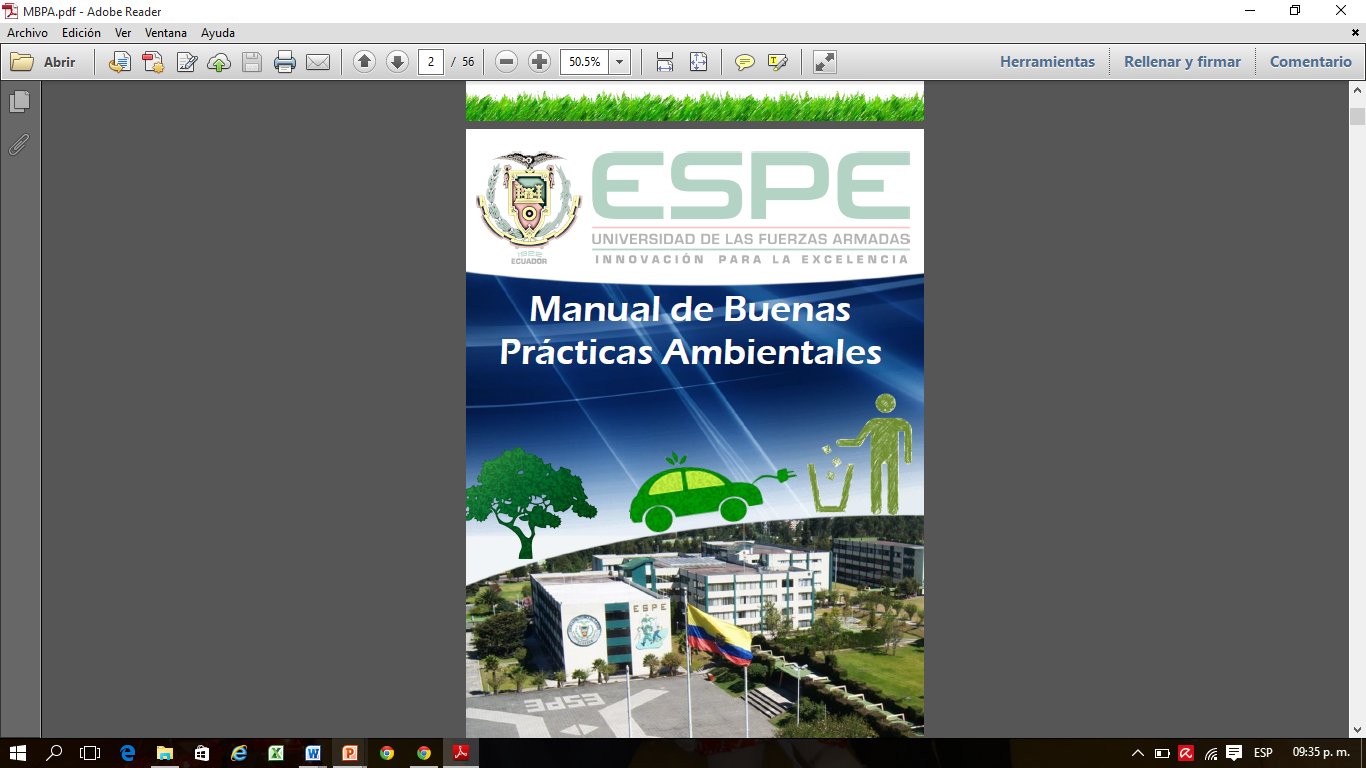 MBPA.pdf - Adobe Reader
Archivo Edición Ver Ventana Ayuda
Abrir 2 / 56 50.5% Herramientas Rellenar y firmar Comentario
ESPE
UNIVERSIDAD DE LAS FUERZAS ARMADAS
INNOVACIÓN PARA LA EXCELENCIA
1822
ECUADOR
Manual de Buenas
Prácticas Ambientales
ESPE
ESPE
ESP 09:35 p. m.